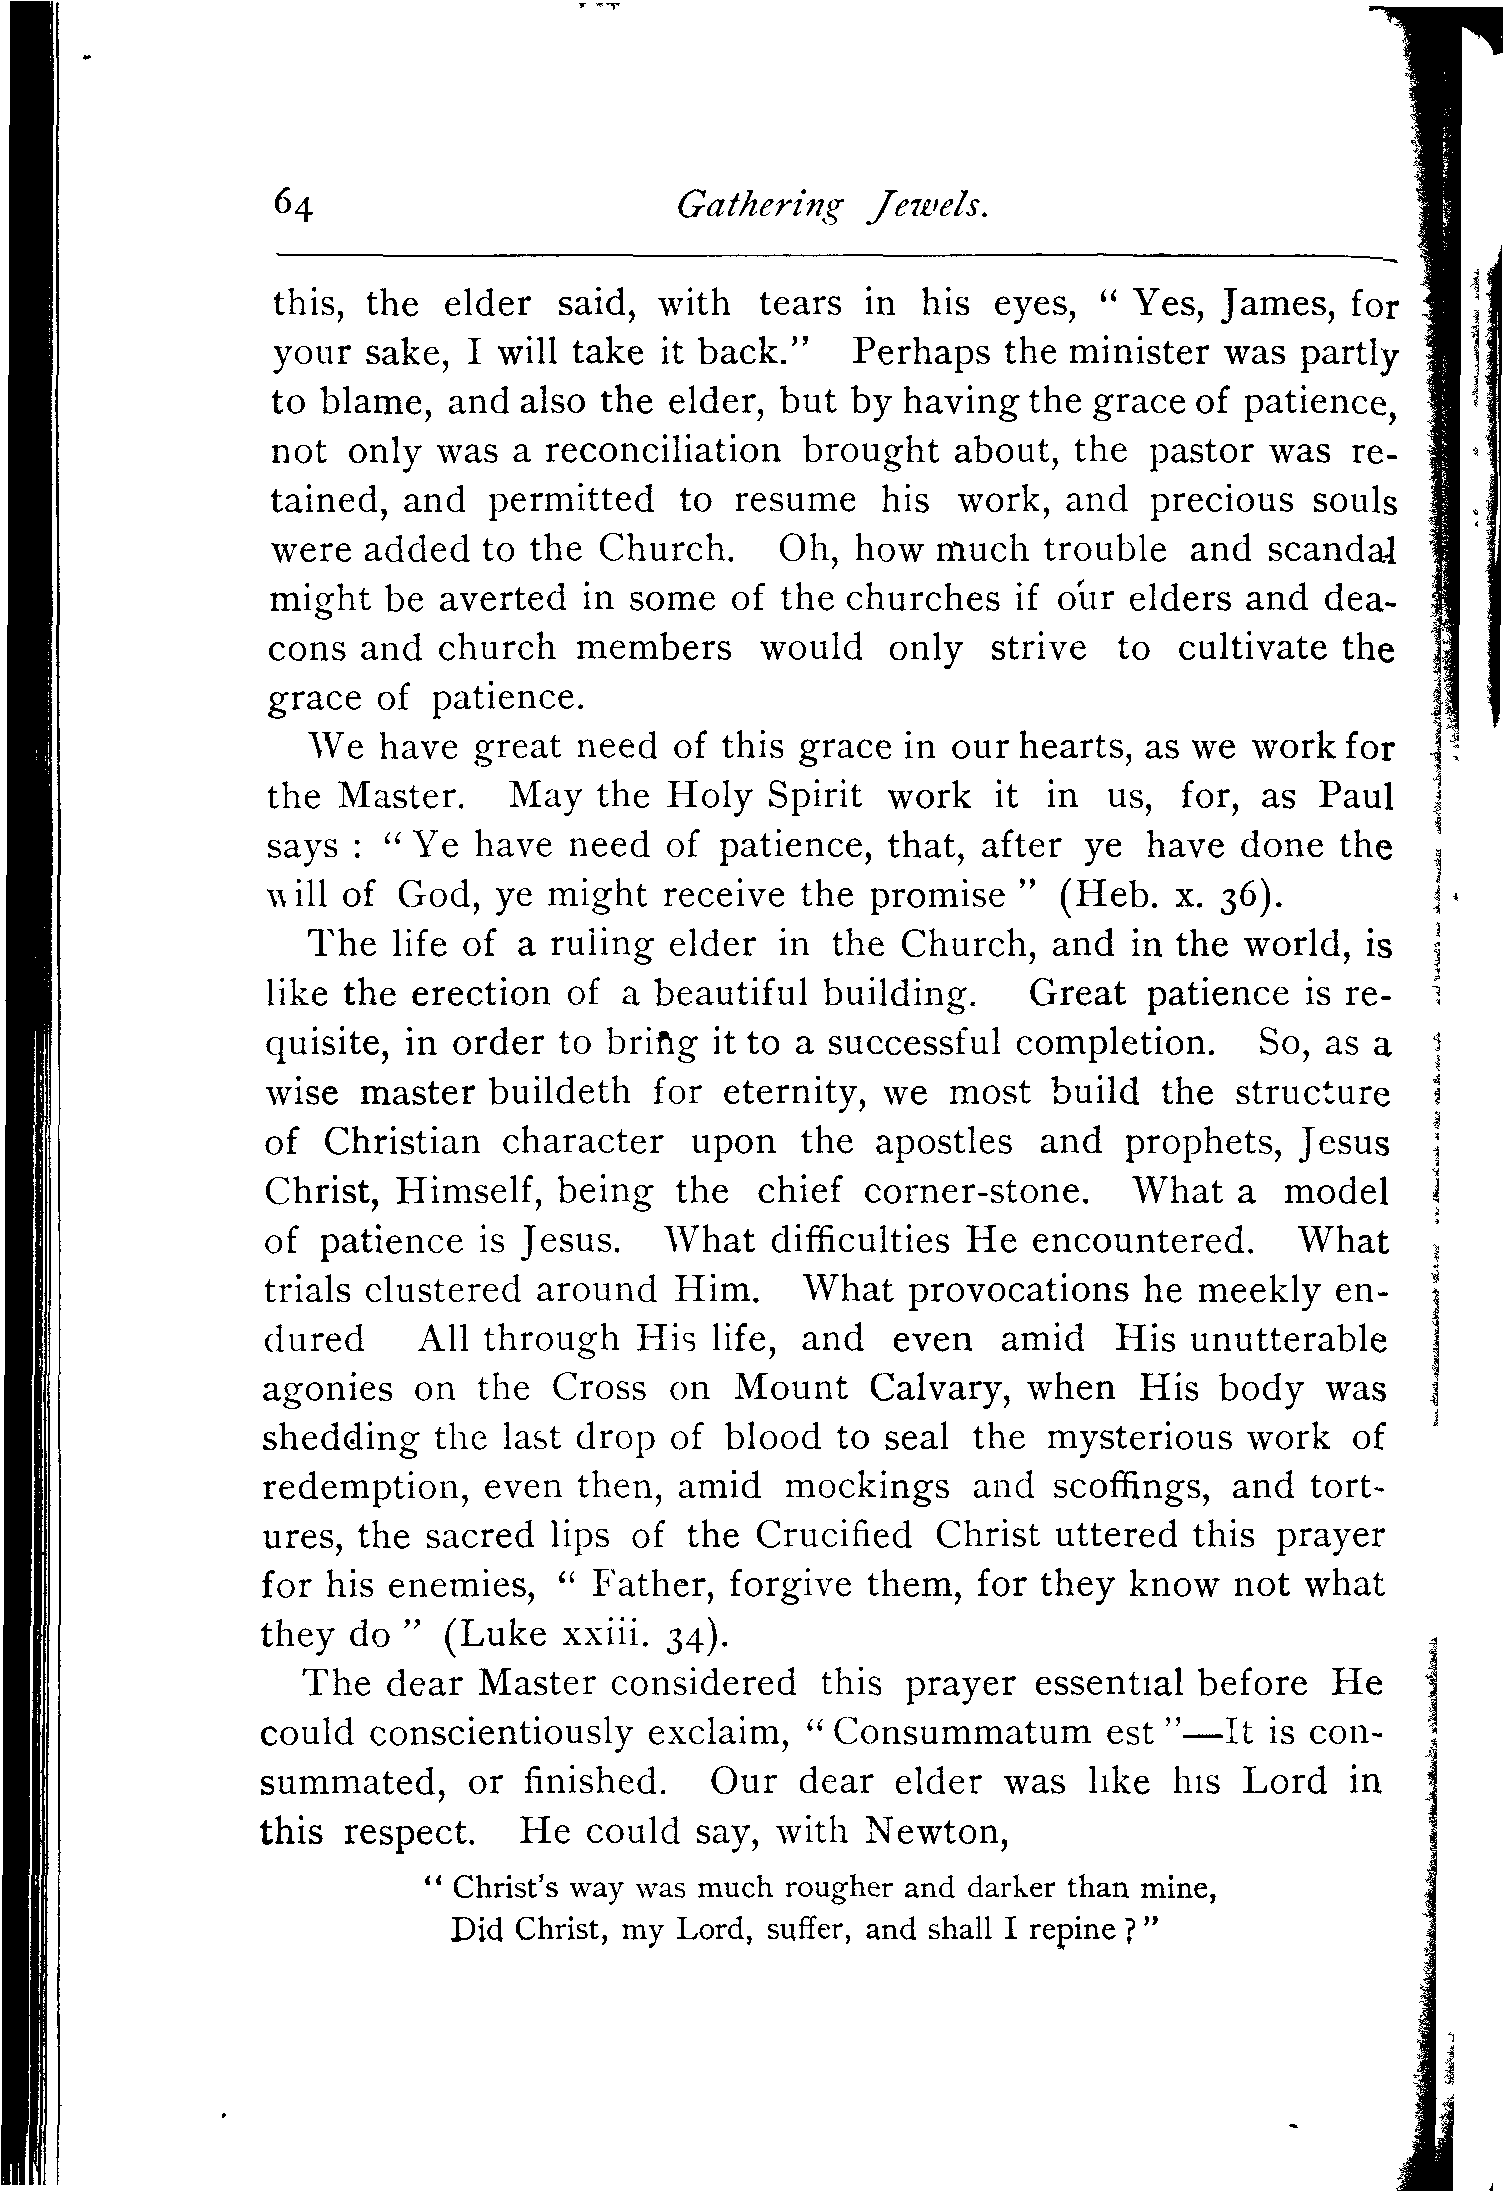 64 Gathering Jewels.
this, the elder said, with tears in his eyes, “ Yes, James, for
your sake, I will take it back.” Perhaps the minister was partly
to blame, and also the elder, but by having the grace of patience,
not only was a reconciliation brought about, the pastor was re-
tained, and permitted to resume his work, and precious souls
were added to the Church. Oh, how much trouble and scandal
might be averted in some of the churches if our elders and dea-
cons and church members would only strive to cultivate the
grace of patience.
We have great need of this grace in our hearts, as we work for
the Master. May the Holy Spirit work it in us, for, as Paul
says : “ Ye have need of patience, that, after ye have done the
will of God, ye might receive the promise ” (Heb. x. 36).
The life of a ruling elder in the Church, and in the world, is
like the erection of a beautiful building. Great patience is re-
quisite, in order to bring it to a successful completion. So, as a
wise master buildeth for eternity, we most build the structure
of Christian character upon the apostles and prophets, Jesus
Christ, Himself, being the chief corner-stone. What a model
of patience is Jesus. What difficulties He encountered. What
trials clustered around Him. What provocations he meekly en-
dured All through His life, and even amid His unutterable
agonies on the Cross on Mount Calvary, when His body was
shedding the last drop of blood to seal the mysterious work of
redemption, even then, amid mockings and scoffings, and tort-
ures, the sacred lips of the Crucified Christ uttered this prayer
for his enemies, “ Father, forgive them, for they know not what
they do ” (Luke xxiii. 34).
The dear Master considered this prayer essential before He
could conscientiously exclaim, “ Consummatum est ”—It is con-
summated, or finished. Our dear elder was like his Lord in
this respect. He could say, with Newton,
“ Christ's way was much rougher and darker than mine,
Did Christ, my Lord, suffer, and shall I repine ? ”